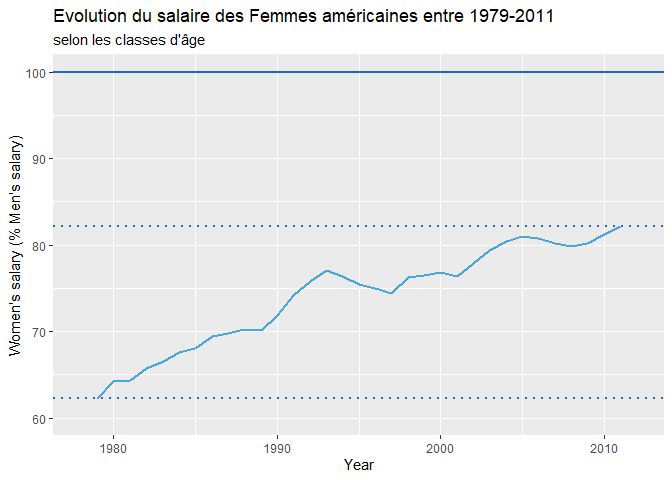 Evolution du salaire des Femmes américaines entre 1979-2011
selon les classes d'âge
Women's salary (% Men's salary)
100
90
80
70
60
1980 1990 2000 2010
Year